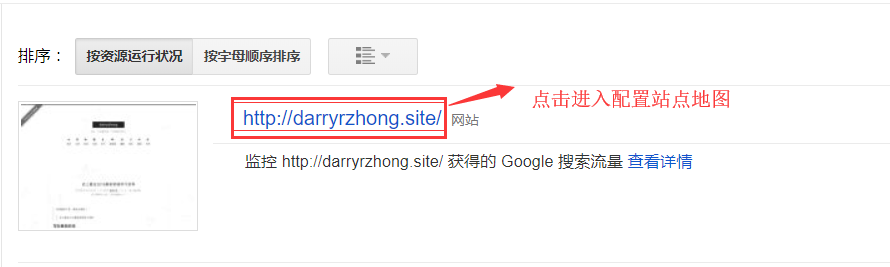 排序： 按资源运行状况 按字母顺序排序
http://darryrzhong.site/ 网站 点击进入配置站点地图
监控 http://darryrzhong.site/ 获得的 Google 搜索流量 查看详情